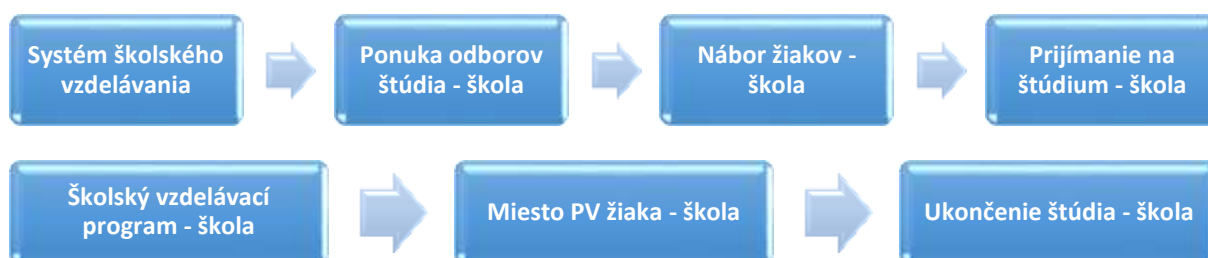 Systém školského
vzdelávania
Ponuka odborov
štúdia - škola
Nábor žiakov -
škola
Prijímanie na
štúdium - škola
Školský vzdelávací
program - škola
Miesto PV žiaka - škola
Ukončenie štúdia - škola